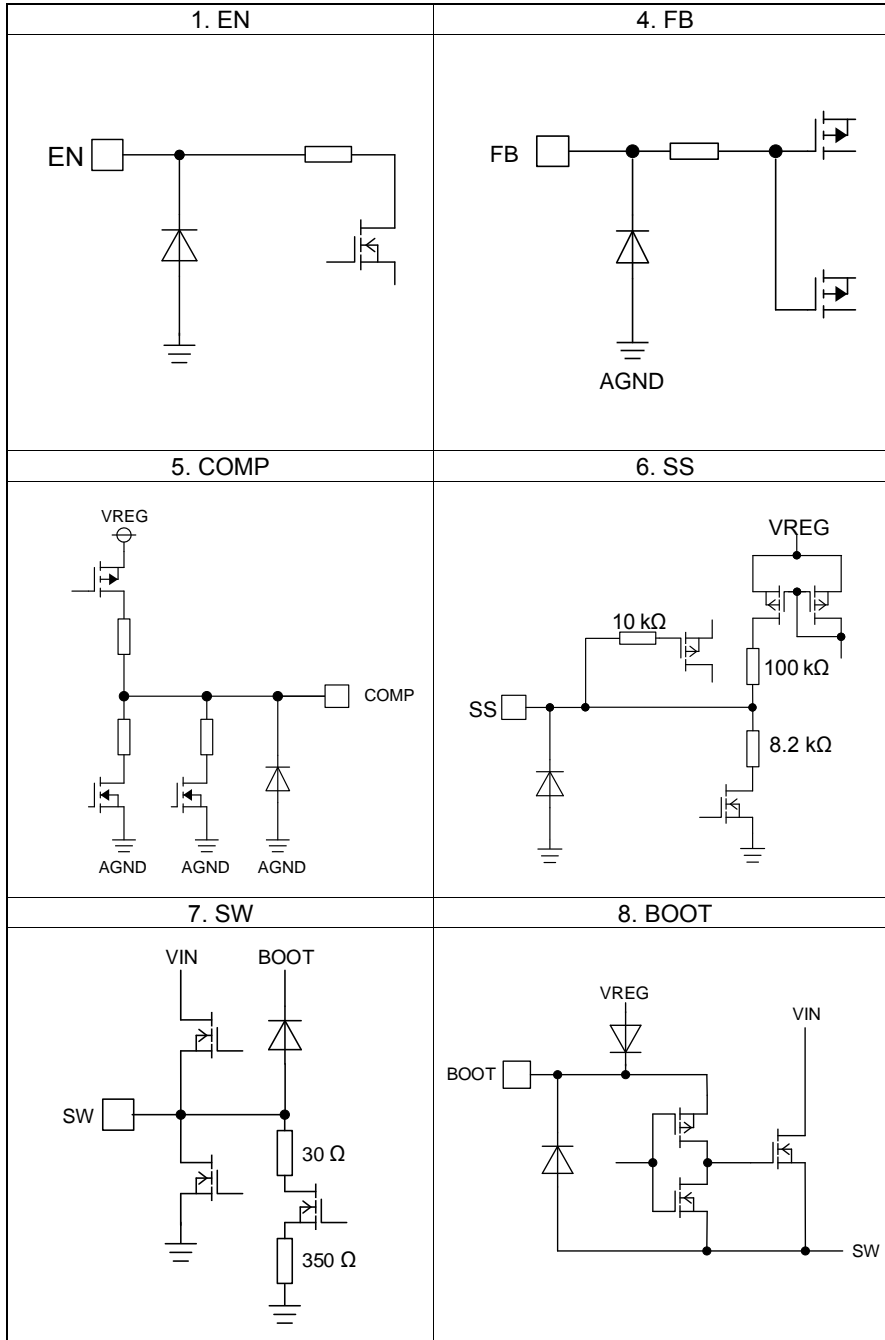 1. EN
4. FB
EN
FB
AGND
5. COMP
6. SS
VREG
COMP
AGND
AGND
AGND
VREG
10 kΩ
100 kΩ
SS
8.2 kΩ
7. SW
8. BOOT
VIN
BOOT
SW
30 Ω
350 Ω
VREG
VIN
BOOT
SW